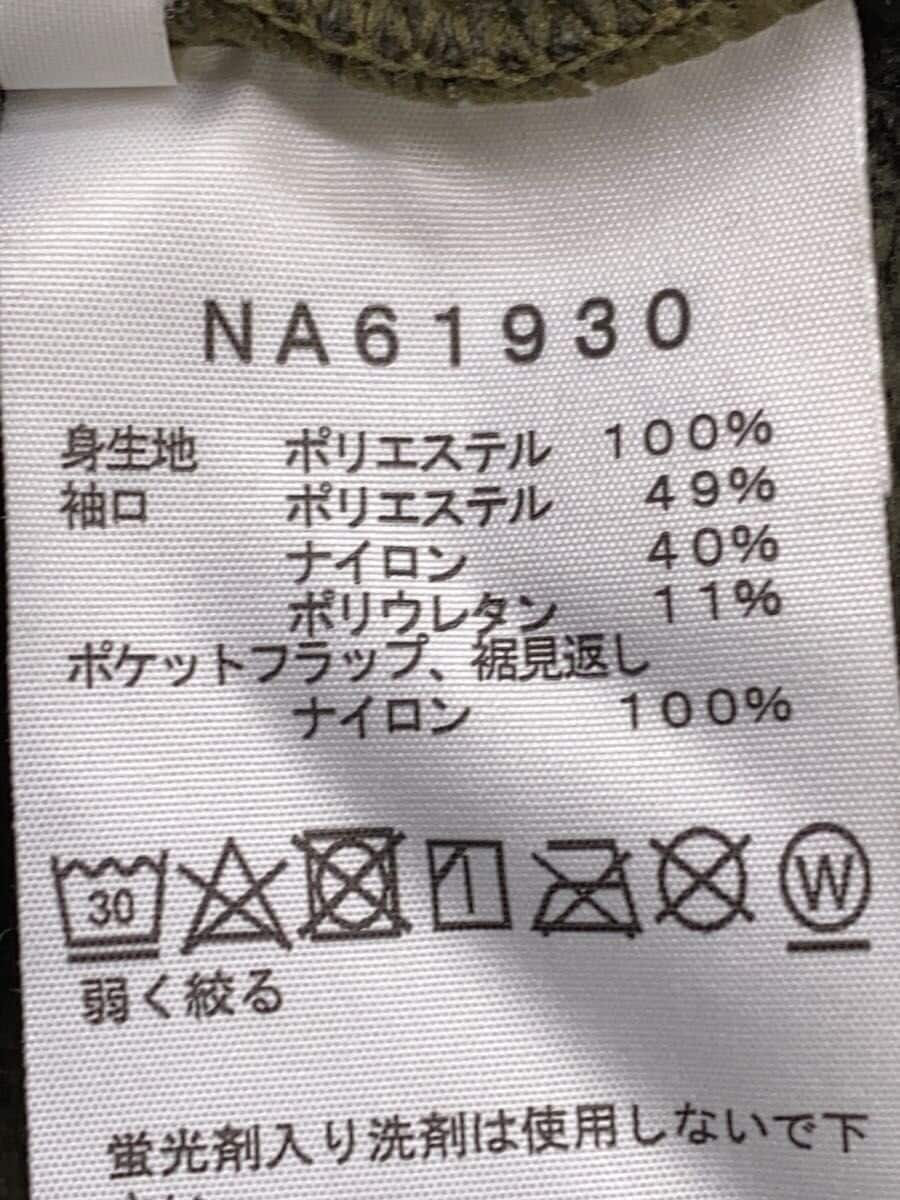 NA61930
身生地 ポリエステル 100%
袖口 ポリエステル 49%
ナイロン 40%
ポリウレタン 11%
ポケットフラップ、裾見返し
ナイロン 100%
30 W
弱く絞る
蛍光剤入り洗剤は使用しないで下